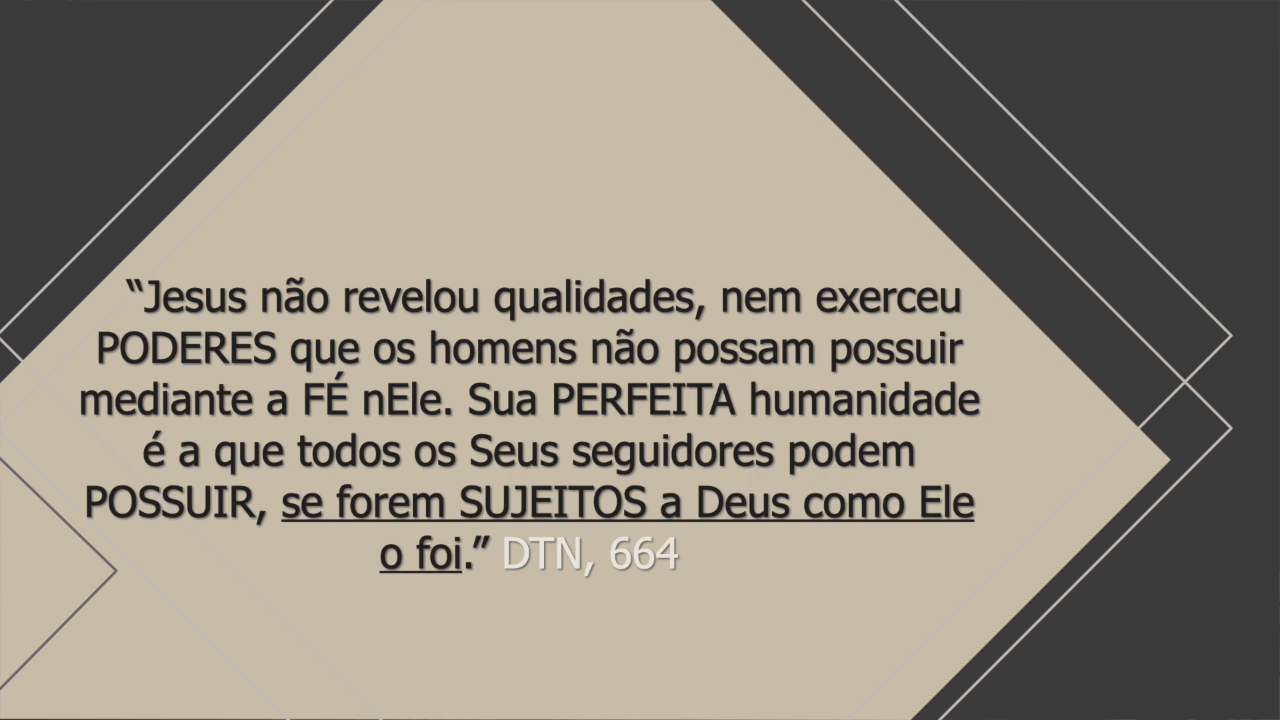 “Jesus não revelou qualidades, nem exerceu
PODERES que os homens não possam possuir
mediante a FÉ nEle. Sua PERFEITA humanidade
é a que todos os Seus seguidores podem
POSSUIR, se forem SUJEITOS a Deus como Ele
o foi.” DTN, 664